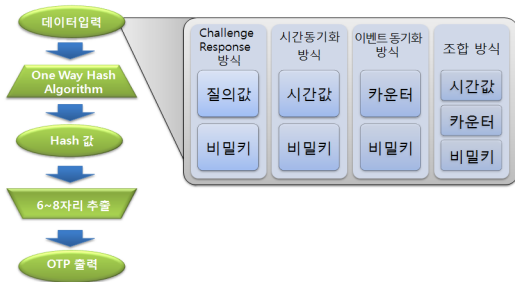 데이터입력
One Way Hash
Algorithm
Hash 값
6~8자리 추출
OTP 출력
Challenge
Response
방식
질의값
비밀키
시간동기화
방식
시간값
비밀키
이벤트동기화
방식
카운터
비밀키
조합 방식
시간값
카운터
비밀키